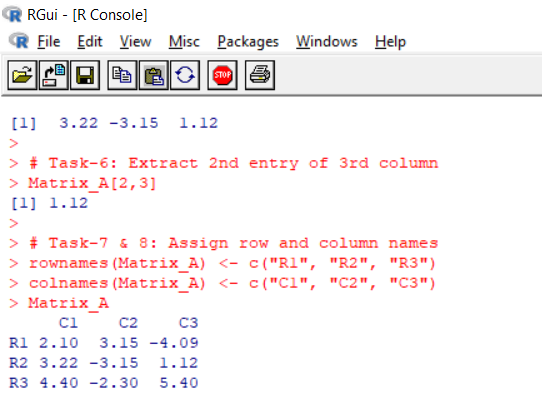 RGui - [R Console]
File Edit View Misc Packages Windows Help
STOP
[1]  3.22 -3.15  1.12
>
> # Task-6: Extract 2nd entry of 3rd column
> Matrix_A[2,3]
[1] 1.12
>
> # Task-7 & 8: Assign row and column names
> rownames(Matrix_A) <- c("R1", "R2", "R3")
> colnames(Matrix_A) <- c("C1", "C2", "C3")
> Matrix_A
     C1    C2    C3
R1 2.10  3.15 -4.09
R2 3.22 -3.15  1.12
R3 4.40 -2.30  5.40